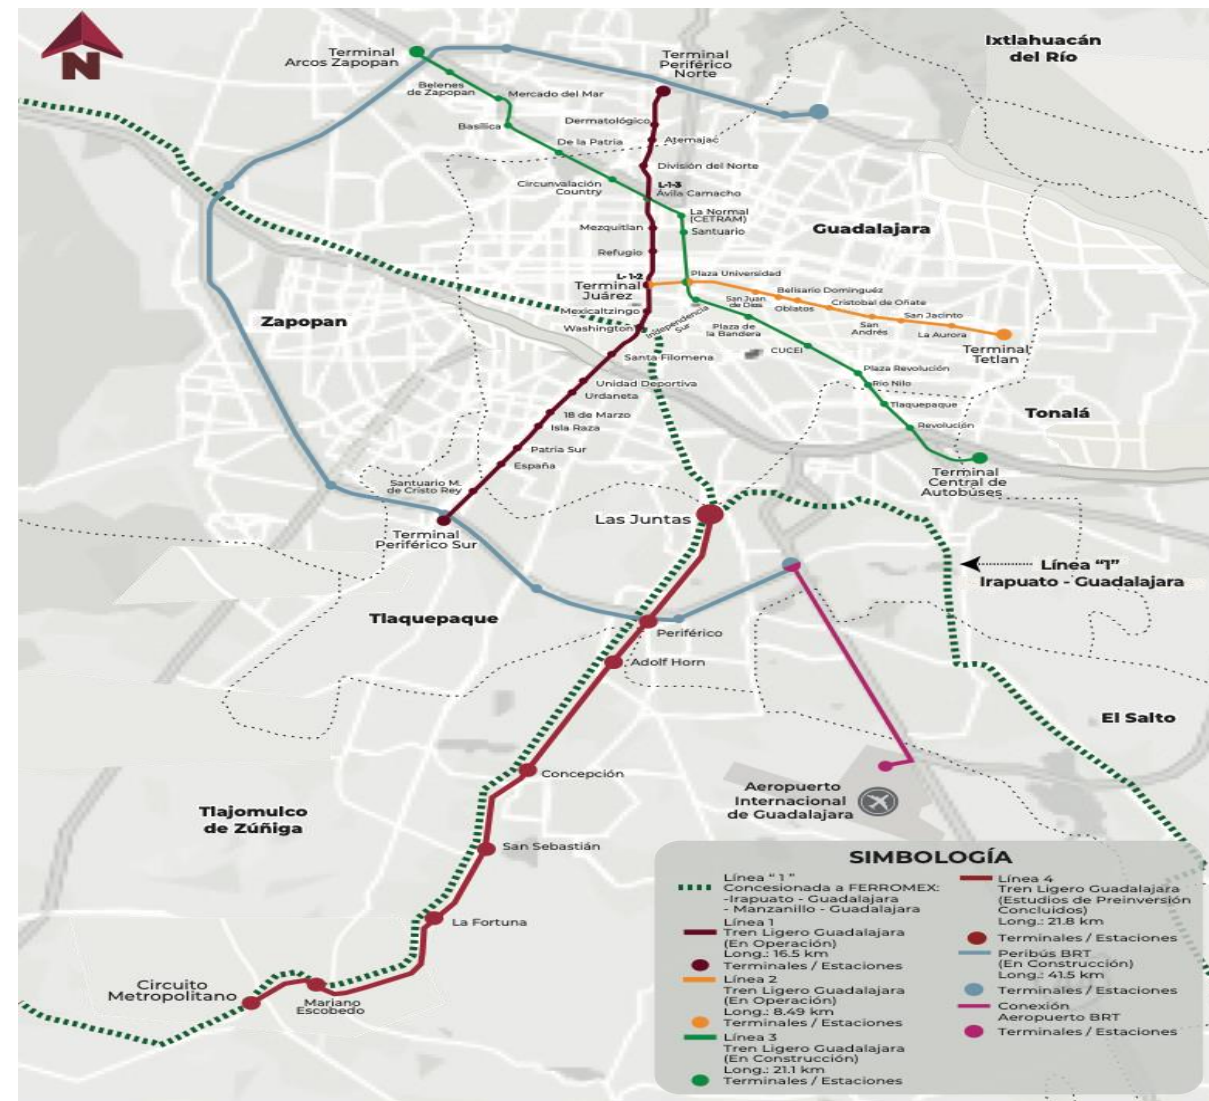 N
Terminal
Arcos Zapopan
Belenes
de Zapopan
Mercado del Mar
Basílica
De la Patria
Circunvalación
Country
Terminal
Periférico
Norte
Dermatológico
Atemajac
División del Norte
L-1-3
Ávila Camacho
La Normal
(CETRAM)
Santuario
Mezquitlan
Refugio
L- 1-2
Terminal
Juárez
Plaza Universidad
Mexicaltzingo
Washington
Independencia
Sur
San Juan
de Dios
Belisario Dominguéz
Oblatos
Cristobal de Oñate
San
Andrés
San Jacinto
La Aurora
Terminal
Tetlan
Plaza de
la Bandera
CUCEI
Plaza Revolución
Rio Nilo
Tlaquepaque
Revolución
Terminal
Central de
Autobúses
Santa Filomena
Unidad Deportiva
Urdaneta
18 de Marzo
Isla Raza
Patria Sur
España
Santuario M.
de Cristo Rey
Terminal
Periférico Sur
Ixtlahuacán
del Río
Guadalajara
Zapopan
Tonalá
Las Juntas
Línea "1"
Irapuato - Guadalajara
Tlaquepaque
Periférico
Adolf Horn
El Salto
Concepción
Aeropuerto
Internacional
de Guadalajara
Tlajomulco
de Zúñiga
San Sebastián
La Fortuna
Circuito
Metropolitano
Mariano
Escobedo
SIMBOLOGÍA
Línea " 1 "
Concesionada a FERROMEX:
-Irapuato - Guadalajara
- Manzanillo - Guadalajara
Línea 1
Tren Ligero Guadalajara
(En Operación)
Long.: 16.5 km
Terminales / Estaciones
Línea 2
Tren Ligero Guadalajara
(En Operación)
Long.: 8.49 km
Terminales / Estaciones
Línea 3
Tren Ligero Guadalajara
(En Construcción)
Long.: 21.1 km
Terminales / Estaciones
Línea 4
Tren Ligero Guadalajara
(Estudios de Preinversión
Concluidos)
Long.: 21.8 km
Terminales / Estaciones
Peribús BRT
(En Construcción)
Long.: 41.5 km
Terminales / Estaciones
Conexión
Aeropuerto BRT
Terminales / Estaciones